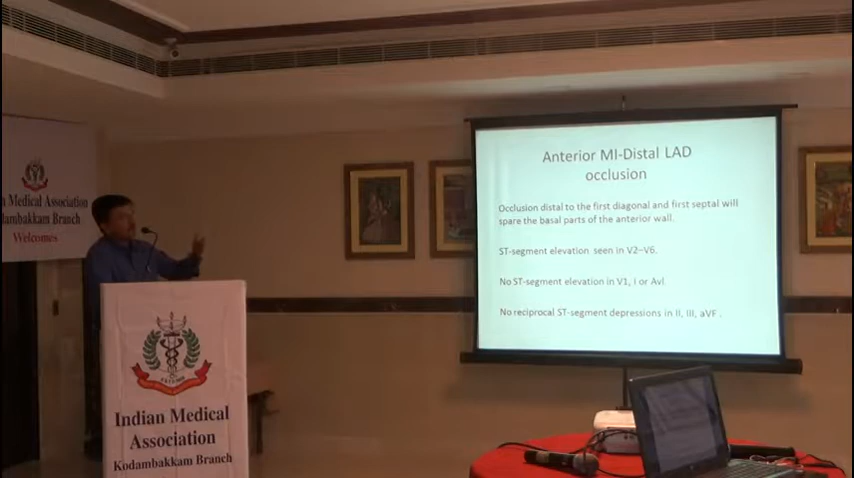 Medical Association
Kodambakkam Branch
Welcomes
Indian Medical
Association
Kodambakkam Branch
Anterior MI-Distal LAD
occlusion
Occlusion distal to the first diagonal and first septal will
spare the basal parts of the anterior wall.
ST-segment elevation seen in V2–V6.
No ST-segment elevation in V1, I or Avl
No reciprocal ST-segment depressions in II, III, aVF .